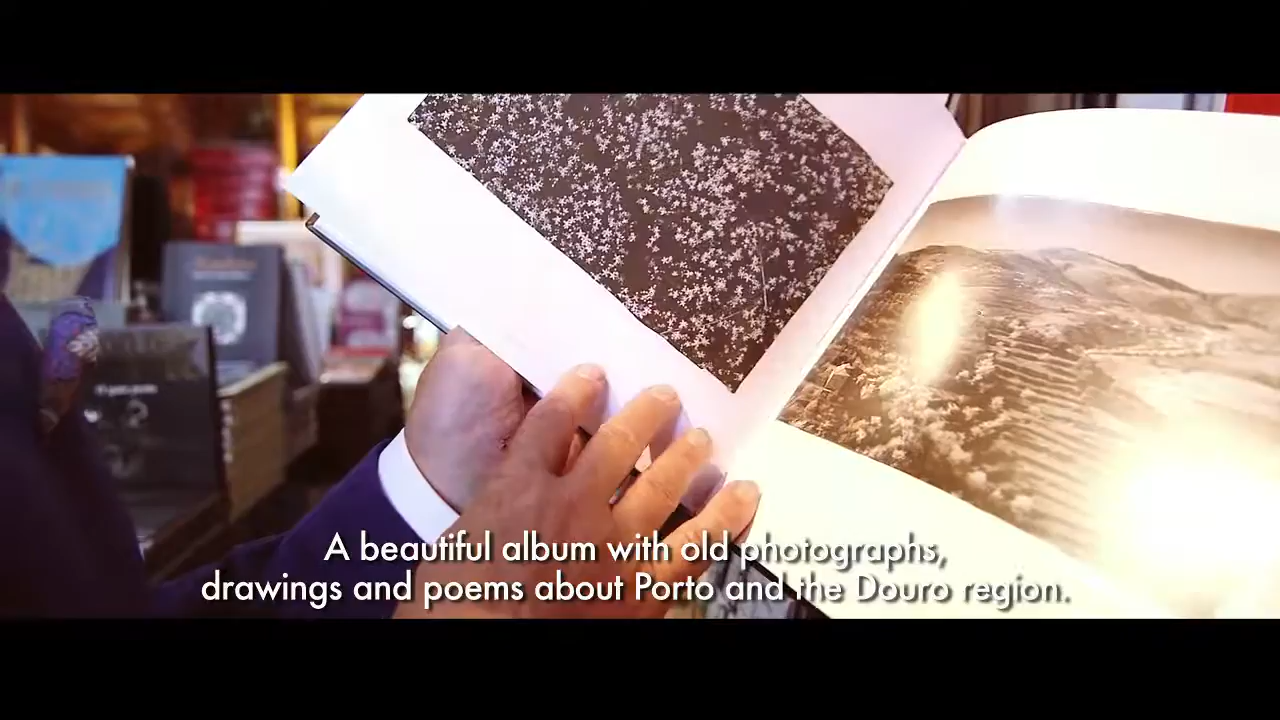 A beautiful album with old photographs,
drawings and poems about Porto and the Douro region.